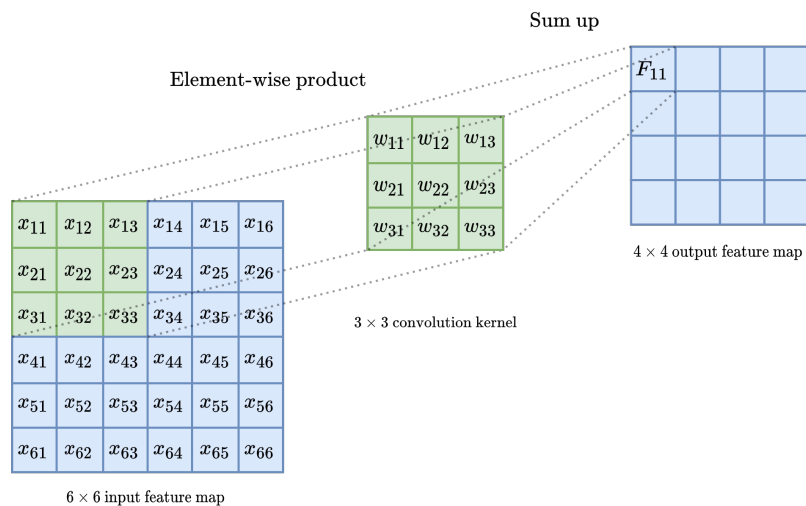 Sum up
Element-wise product
F₁₁
w₁₁ w₁₂ w₁₃
w₂₁ w₂₂ w₂₃
w₃₁ w₃₂ w₃₃
4 × 4 output feature map
3 × 3 convolution kernel
x₁₁ x₁₂ x₁₃ x₁₄ x₁₅ x₁₆
x₂₁ x₂₂ x₂₃ x₂₄ x₂₅ x₂₆
x₃₁ x₃₂ x₃₃ x₃₄ x₃₅ x₃₆
x₄₁ x₄₂ x₄₃ x₄₄ x₄₅ x₄₆
x₅₁ x₅₂ x₅₃ x₅₄ x₅₅ x₅₆
x₆₁ x₆₂ x₆₃ x₆₄ x₆₅ x₆₆
6 × 6 input feature map